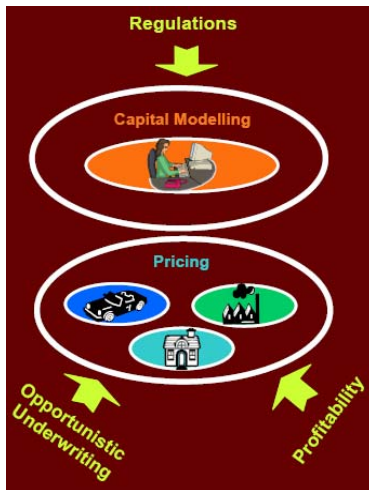 Regulations
Capital Modelling
Pricing
Opportunistic
Underwriting
Profitability